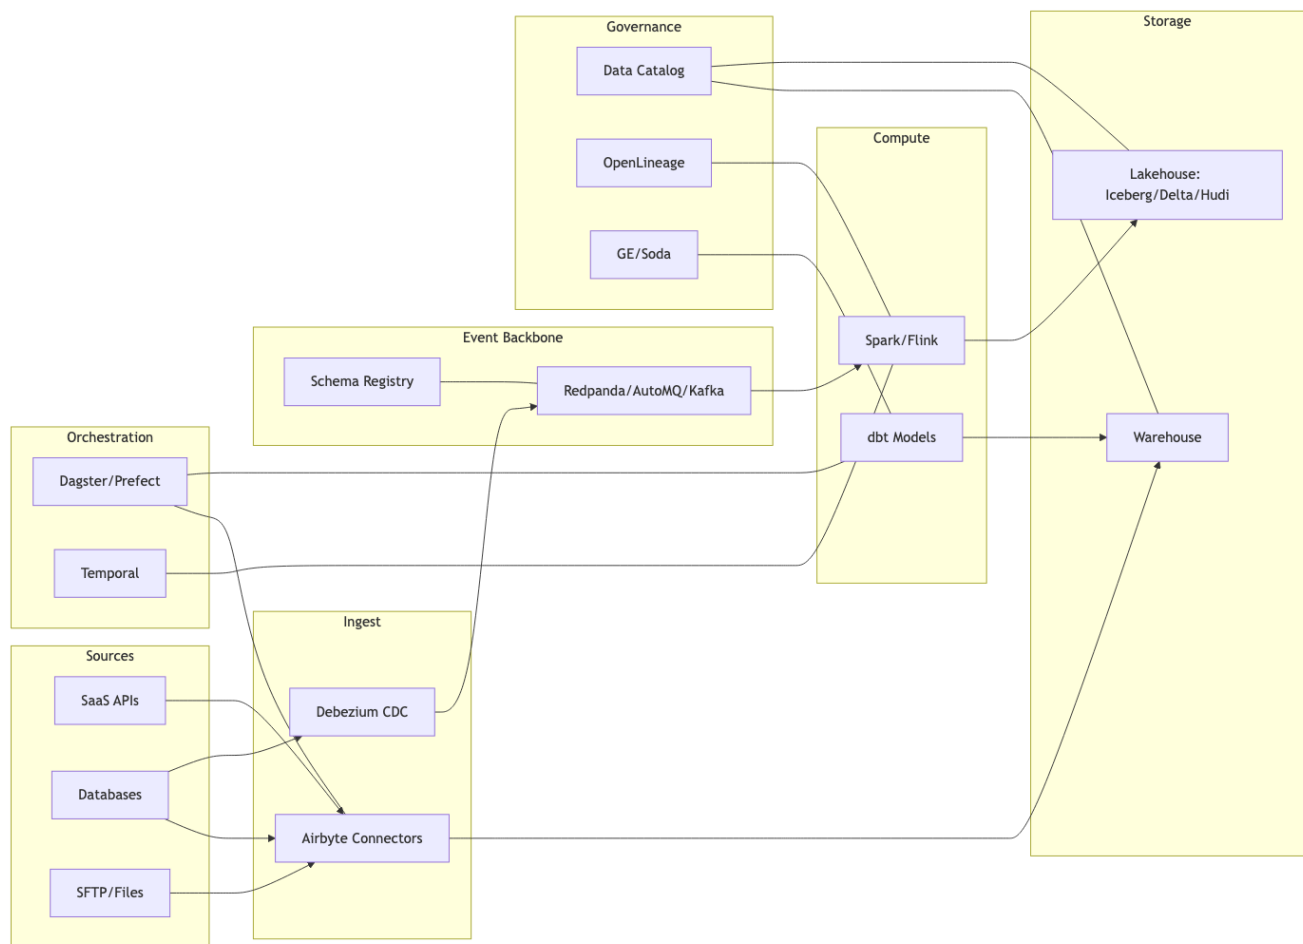 Governance
Data Catalog
OpenLineage
GE/Soda
Storage
Lakehouse:
Iceberg/Delta/Hudi
Warehouse
Compute
Spark/Flink
dbt Models
Event Backbone
Schema Registry
Redpanda/AutoMQ/Kafka
Orchestration
Dagster/Prefect
Temporal
Ingest
Debezium CDC
Airbyte Connectors
Sources
SaaS APIs
Databases
SFTP/Files